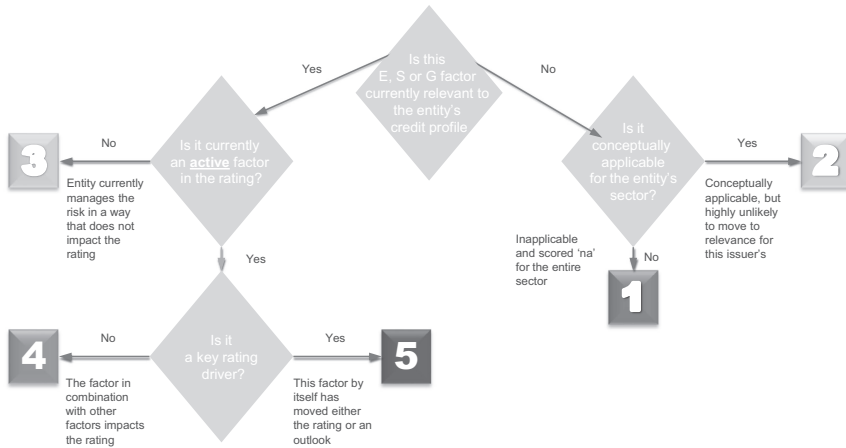 Is this
E, S or G factor
currently relevant to
the entity's
credit profile
Yes
No
Is it currently
an active factor
in the rating?
No
3
Entity currently
manages the
risk in a way
that does not
impact the
rating
Yes
Is it
conceptually
applicable
for the entity's
sector?
Yes
2
Conceptually
applicable, but
highly unlikely
to move to
relevance for
this issuer's
Inapplicable
and scored 'na'
for the entire
sector
No
1
Is it
a key rating
driver?
No
4
The factor in
combination
with other
factors impacts
the rating
Yes
5
This factor by
itself has
moved either
the rating or an
outlook